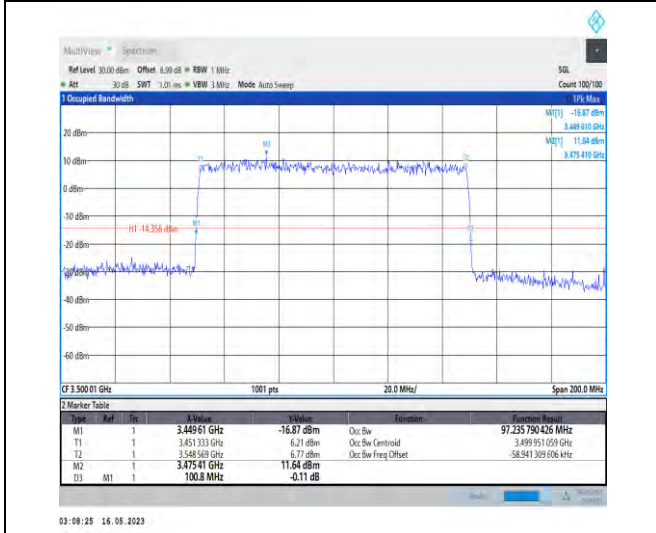 MultiView Spectrum
Ref Level 30.00 dBm Offset 8.99 dB RBW 1 MHz SGL
Att 30 dB SWT 1.01 ms VBW 3 MHz Mode Auto Sweep Count 100/100
1 Occupied Bandwidth 1Pk Max
M1[1] -16.87 dBm
3.449 610 GHz
M2[1] 11.64 dBm
3.475 410 GHz
20 dBm
M2
T1
10 dBm
0 dBm
-10 dBm
M1
H1 -14.356 dBm
-40 dBm
-50 dBm
-60 dBm
CF 3.500 01 GHz 1001 pts 20.0 MHz/ Span 200.0 MHz
2 Marker Table
Type Ref Trc X-Value Y-Value Function Function Result
M1 1 3.449 61 GHz -16.87 dBm Occ Bw 97.235 790 426 MHz
T1 1 3.451 333 GHz 6.21 dBm Occ Bw Centroid 3.499 951 059 GHz
T2 1 3.548 569 GHz 6.77 dBm Occ Bw Freq Offset -58.941 309 606 kHz
M2 1 3.475 41 GHz 11.64 dBm
D3 M1 1 100.8 MHz -0.11 dB
03:08:25 16.05.2023